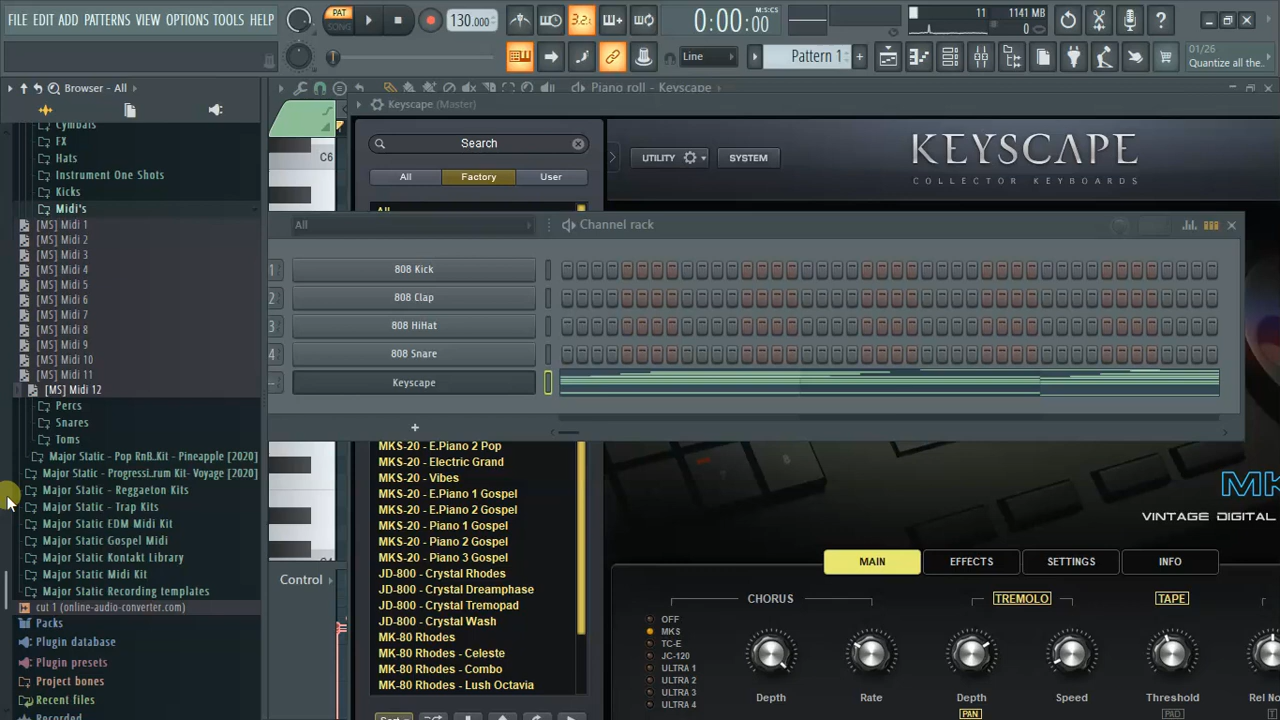 FILE EDIT ADD PATTERNS VIEW OPTIONS TOOLS HELP
PAT
SONG
130.000
3.2:
0:00:00
M:S:CS
11
1141 MB
0
Line
Pattern 1
+
01/26
Quantize all the..
Browser - All
Piano roll - Keyscape
Keyscape (Master)
Cymbals
FX
Hats
Instrument One Shots
Kicks
Midi's
[MS] Midi 1
[MS] Midi 2
[MS] Midi 3
[MS] Midi 4
[MS] Midi 5
[MS] Midi 6
[MS] Midi 7
[MS] Midi 8
[MS] Midi 9
[MS] Midi 10
[MS] Midi 11
[MS] Midi 12
Percs
Snares
Toms
Major Static - Pop RnB.Kit - Pineapple [2020]
Major Static - Progressi.rum Kit- Voyage [2020]
Major Static - Reggaeton Kits
Major Static - Trap Kits
Major Static EDM Midi Kit
Major Static Gospel Midi
Major Static Kontakt Library
Major Static Midi Kit
Major Static Recording templates
cut 1 (online-audio-converter.com)
Packs
Plugin database
Plugin presets
Project bones
Recent files
Recorded
C6
Search
All
Factory
User
All
UTILITY
SYSTEM
KEYSCAPE
COLLECTOR KEYBOARDS
All
Channel rack
1
808 Kick
2
808 Clap
3
808 HiHat
4
808 Snare
Keyscape
+
MKS-20 - E.Piano 2 Pop
MKS-20 - Electric Grand
MKS-20 - Vibes
MKS-20 - E.Piano 1 Gospel
MKS-20 - E.Piano 2 Gospel
MKS-20 - Piano 1 Gospel
MKS-20 - Piano 2 Gospel
MKS-20 - Piano 3 Gospel
JD-800 - Crystal Rhodes
JD-800 - Crystal Dreamphase
JD-800 - Crystal Tremopad
JD-800 - Crystal Wash
MK-80 Rhodes
MK-80 Rhodes - Celeste
MK-80 Rhodes - Combo
MK-80 Rhodes - Lush Octavia
Control
MK
VINTAGE DIGITAL
MAIN
EFFECTS
SETTINGS
INFO
CHORUS
TREMOLO
TAPE
OFF
MKS
TC-E
JC-120
ULTRA 1
ULTRA 2
ULTRA 3
ULTRA 4
Depth
Rate
Depth
Speed
Threshold
Rel No
PAN
PAD